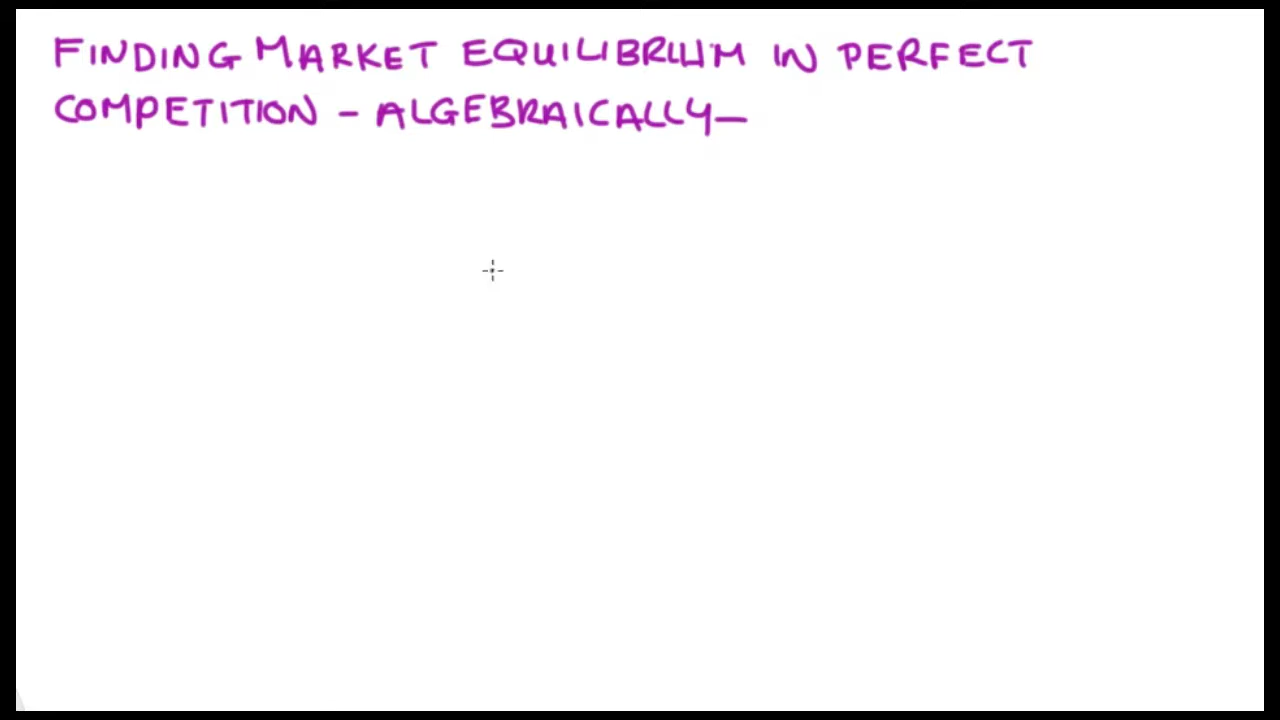 FINDING MARKET EQUILIBRIUM IN PERFECT
COMPETITION - ALGEBRAICALLY-